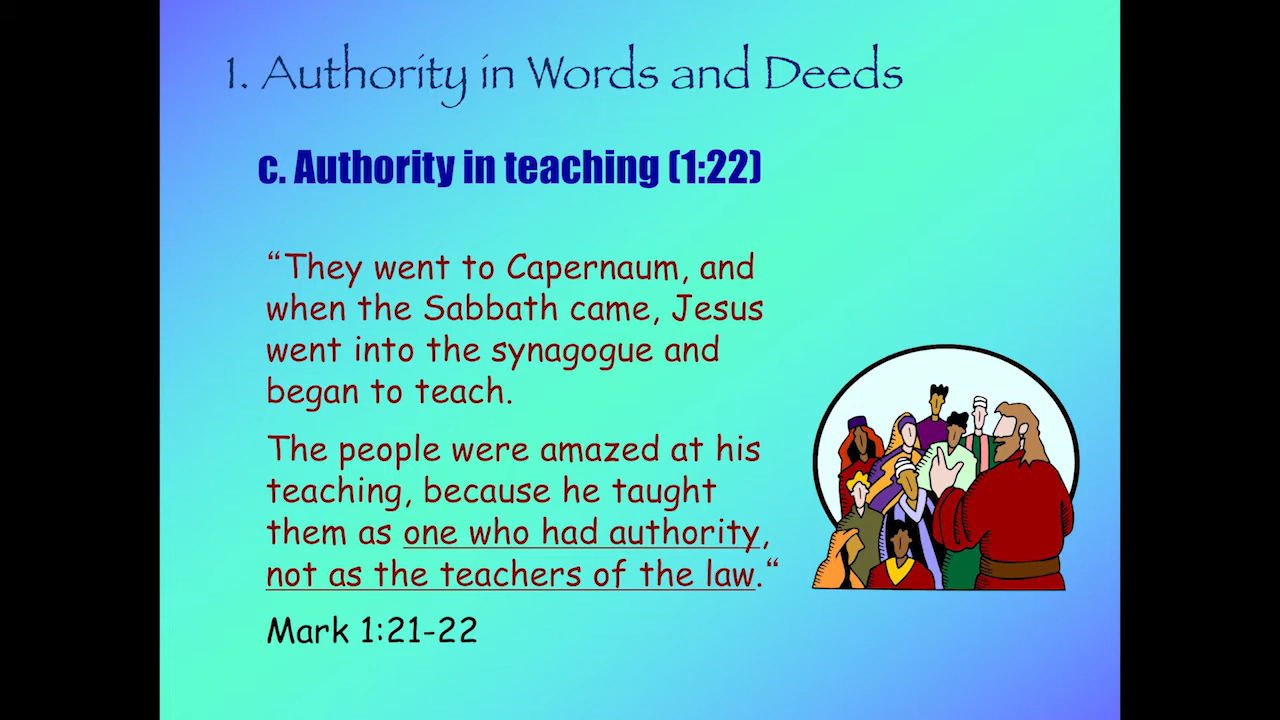 1. Authority in Words and Deeds
c. Authority in teaching (1:22)
“They went to Capernaum, and
when the Sabbath came, Jesus
went into the synagogue and
began to teach.
The people were amazed at his
teaching, because he taught
them as one who had authority,
not as the teachers of the law.“
Mark 1:21-22